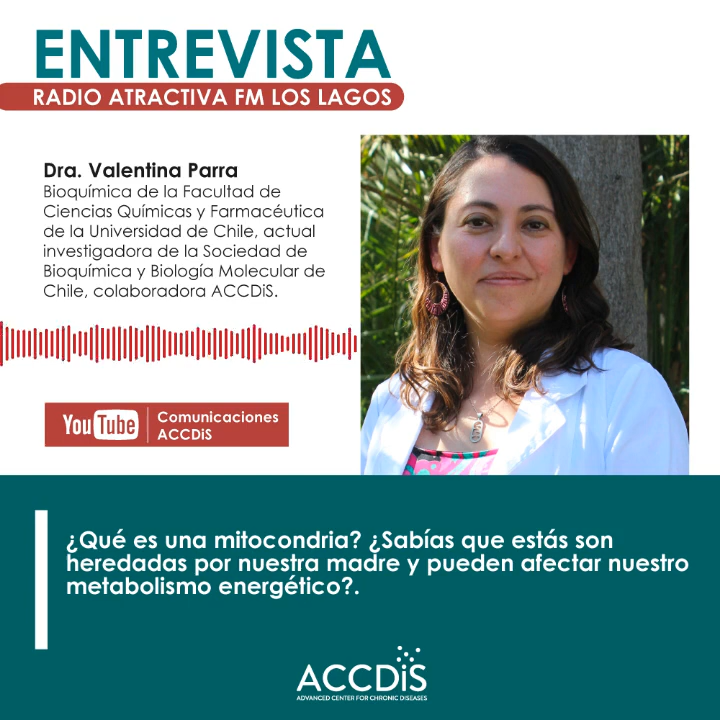 ENTREVISTA
RADIO ATRACTIVA FM LOS LAGOS
Dra. Valentina Parra
Bioquímica de la Facultad de
Ciencias Químicas y Farmacéutica
de la Universidad de Chile, actual
investigadora de la Sociedad de
Bioquímica y Biología Molecular de
Chile, colaboradora ACCDiS.
YouTube
Comunicaciones
ACCDiS
¿Qué es una mitocondria? ¿Sabías que estás son
heredadas por nuestra madre y pueden afectar nuestro
metabolismo energético?.
ACCDiS
ADVANCED CENTER FOR CHRONIC DISEASES